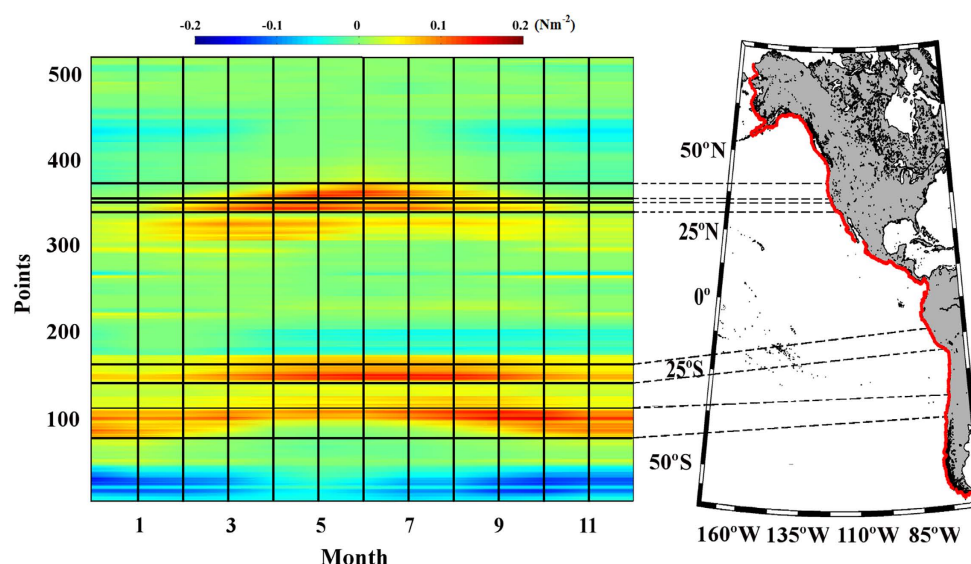 -0.2 -0.1 0 0.1 0.2 (Nm-2)
500
400
300
200
100
Points
1 3 5 7 9 11
Month
50ºN
25ºN
0º
25ºS
50ºS
160ºW 135ºW 110ºW 85ºW